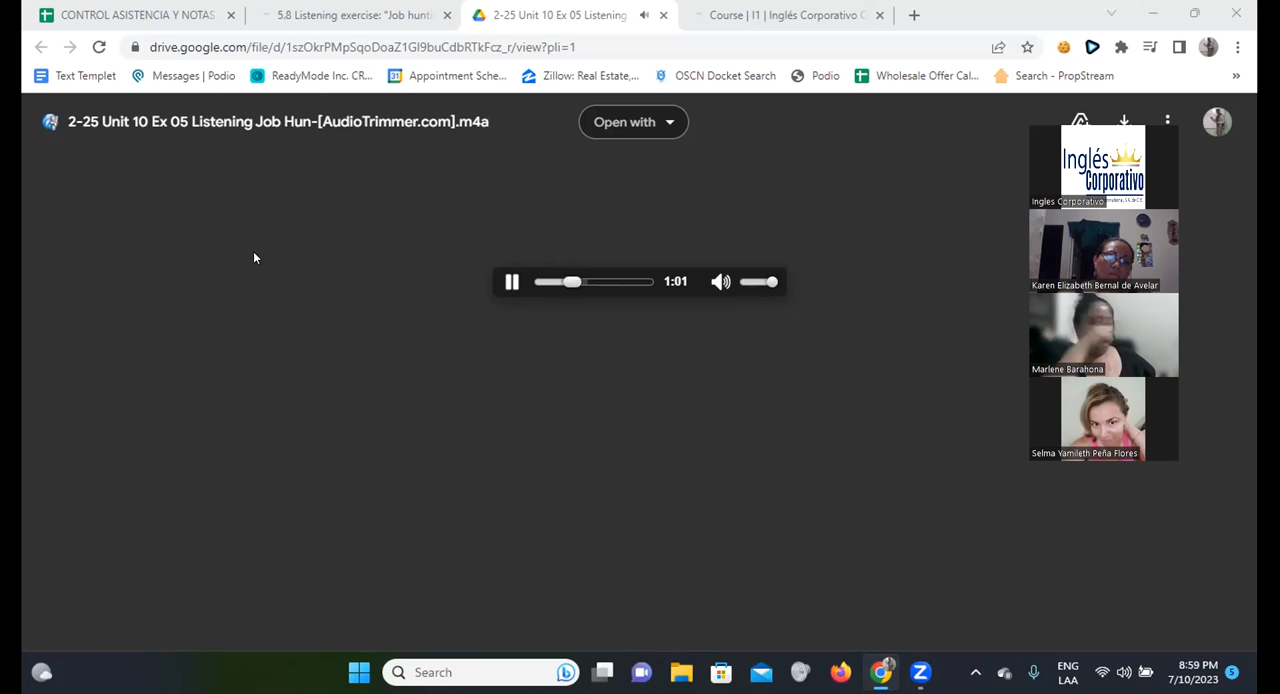 CONTROL ASISTENCIA Y NOTAS
5.8 Listening exercise: "Job hunti
2-25 Unit 10 Ex 05 Listening
Course | I1 | Inglés Corporativo C
drive.google.com/file/d/1szOkrPMpSqoDoaZ1Gl9buCdbRTkFcz_r/view?pli=1
Text Templet
Messages | Podio
ReadyMode Inc. CR...
31
Appointment Sche...
Zillow: Real Estate,...
OSCN Docket Search
Podio
Wholesale Offer Cal...
Search - PropStream
»
2-25 Unit 10 Ex 05 Listening Job Hun-[AudioTrimmer.com].m4a
Open with
Inglés
Corporativo
Ingles Corporativo
Karen Elizabeth Bernal de Avelar
1:01
Marlene Barahona
Selma Yamileth Peña Flores
Search
ENG
LAA
8:59 PM
7/10/2023
5